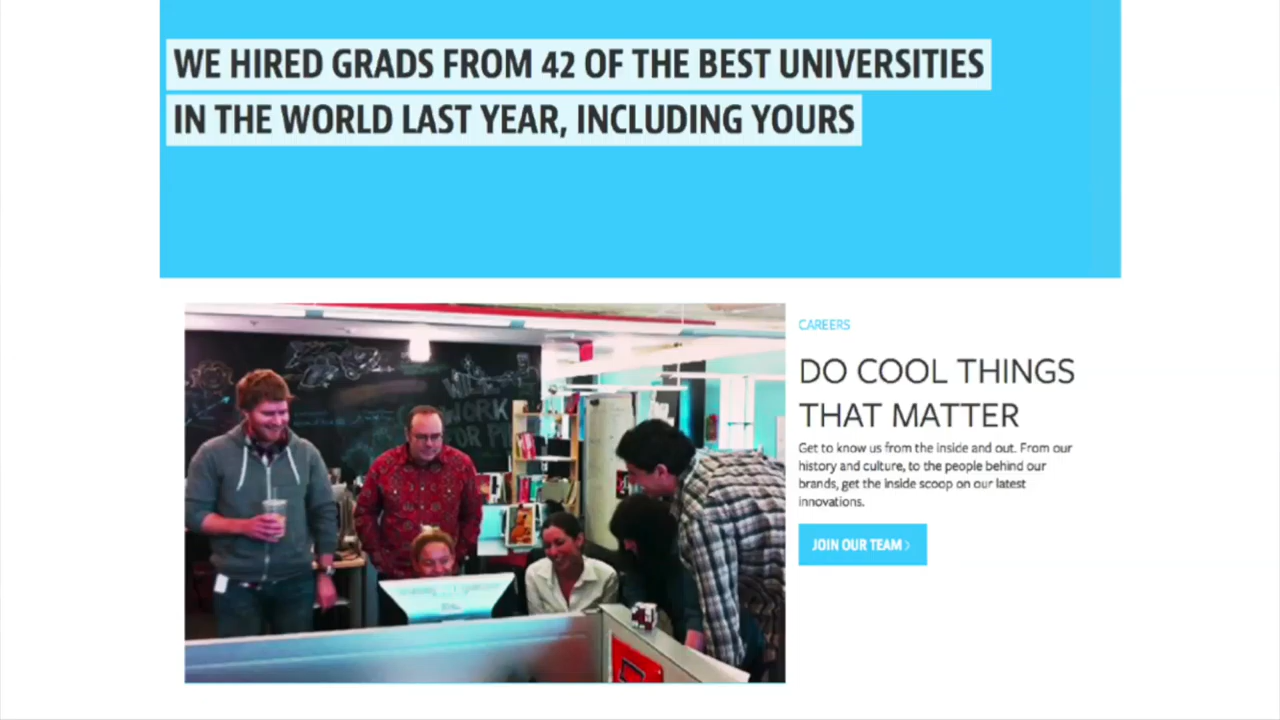 WE HIRED GRADS FROM 42 OF THE BEST UNIVERSITIES
IN THE WORLD LAST YEAR, INCLUDING YOURS
CAREERS
DO COOL THINGS
THAT MATTER
Get to know us from the inside and out. From our
history and culture, to the people behind our
brands, get the inside scoop on our latest
innovations.
JOIN OUR TEAM >
WORK
FOR